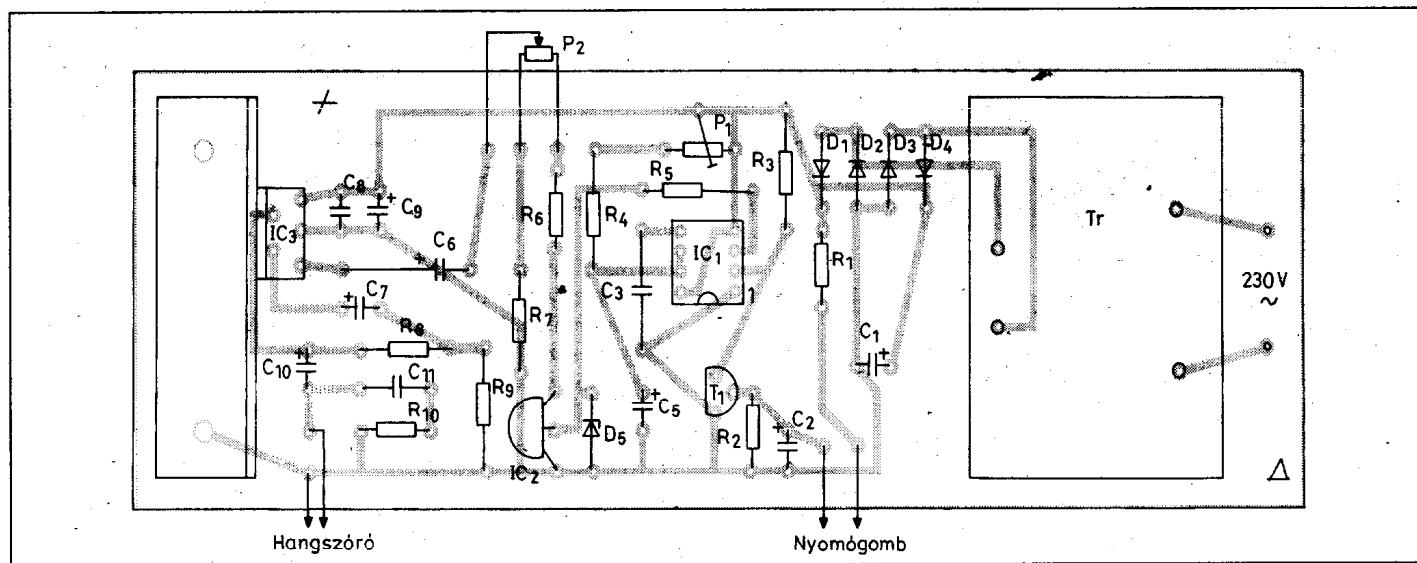 P2
P1
D1 D2 D3 D4
C8
R3
R5
C9
R6
R4
Tr
IC3
C6
IC1
R1
230 V
~
C3
C7
R7
1
R8
C1
C10
C11
R9
T1
R10
C5
R2
C2
D5
IC2
Hangszóró
Nyomógomb